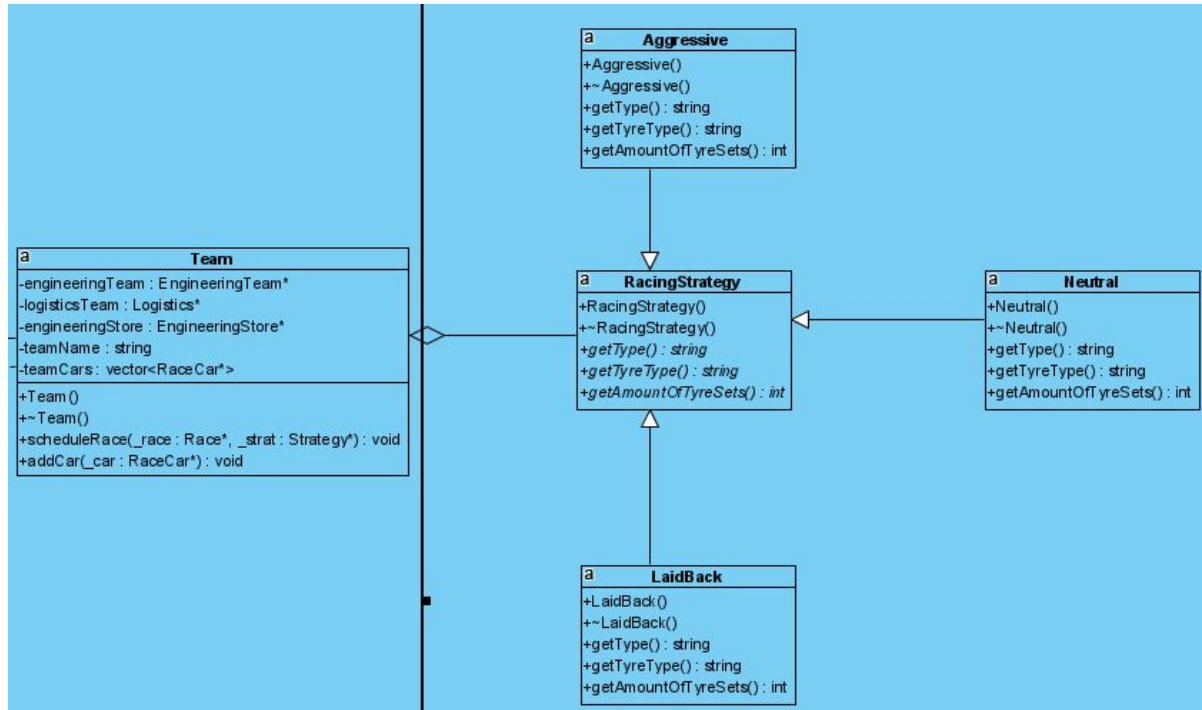 a
Aggressive
+Aggressive()
+~Aggressive()
+getType() : string
+getTyreType() : string
+getAmountOfTyreSets() : int
a
Team
-engineeringTeam : EngineeringTeam*
-logisticsTeam : Logistics*
-engineeringStore : EngineeringStore*
-teamName : string
-teamCars : vector<RaceCar*>
+Team()
+~Team()
+scheduleRace(_race : Race*, _strat : Strategy*) : void
+addCar(_car : RaceCar*) : void
a
RacingStrategy
+RacingStrategy()
+~RacingStrategy()
+getType() : string
+getTyreType() : string
+getAmountOfTyreSets() : int
a
Neutral
+Neutral()
+~Neutral()
+getType() : string
+getTyreType() : string
+getAmountOfTyreSets() : int
a
LaidBack
+LaidBack()
+~LaidBack()
+getType() : string
+getTyreType() : string
+getAmountOfTyreSets() : int